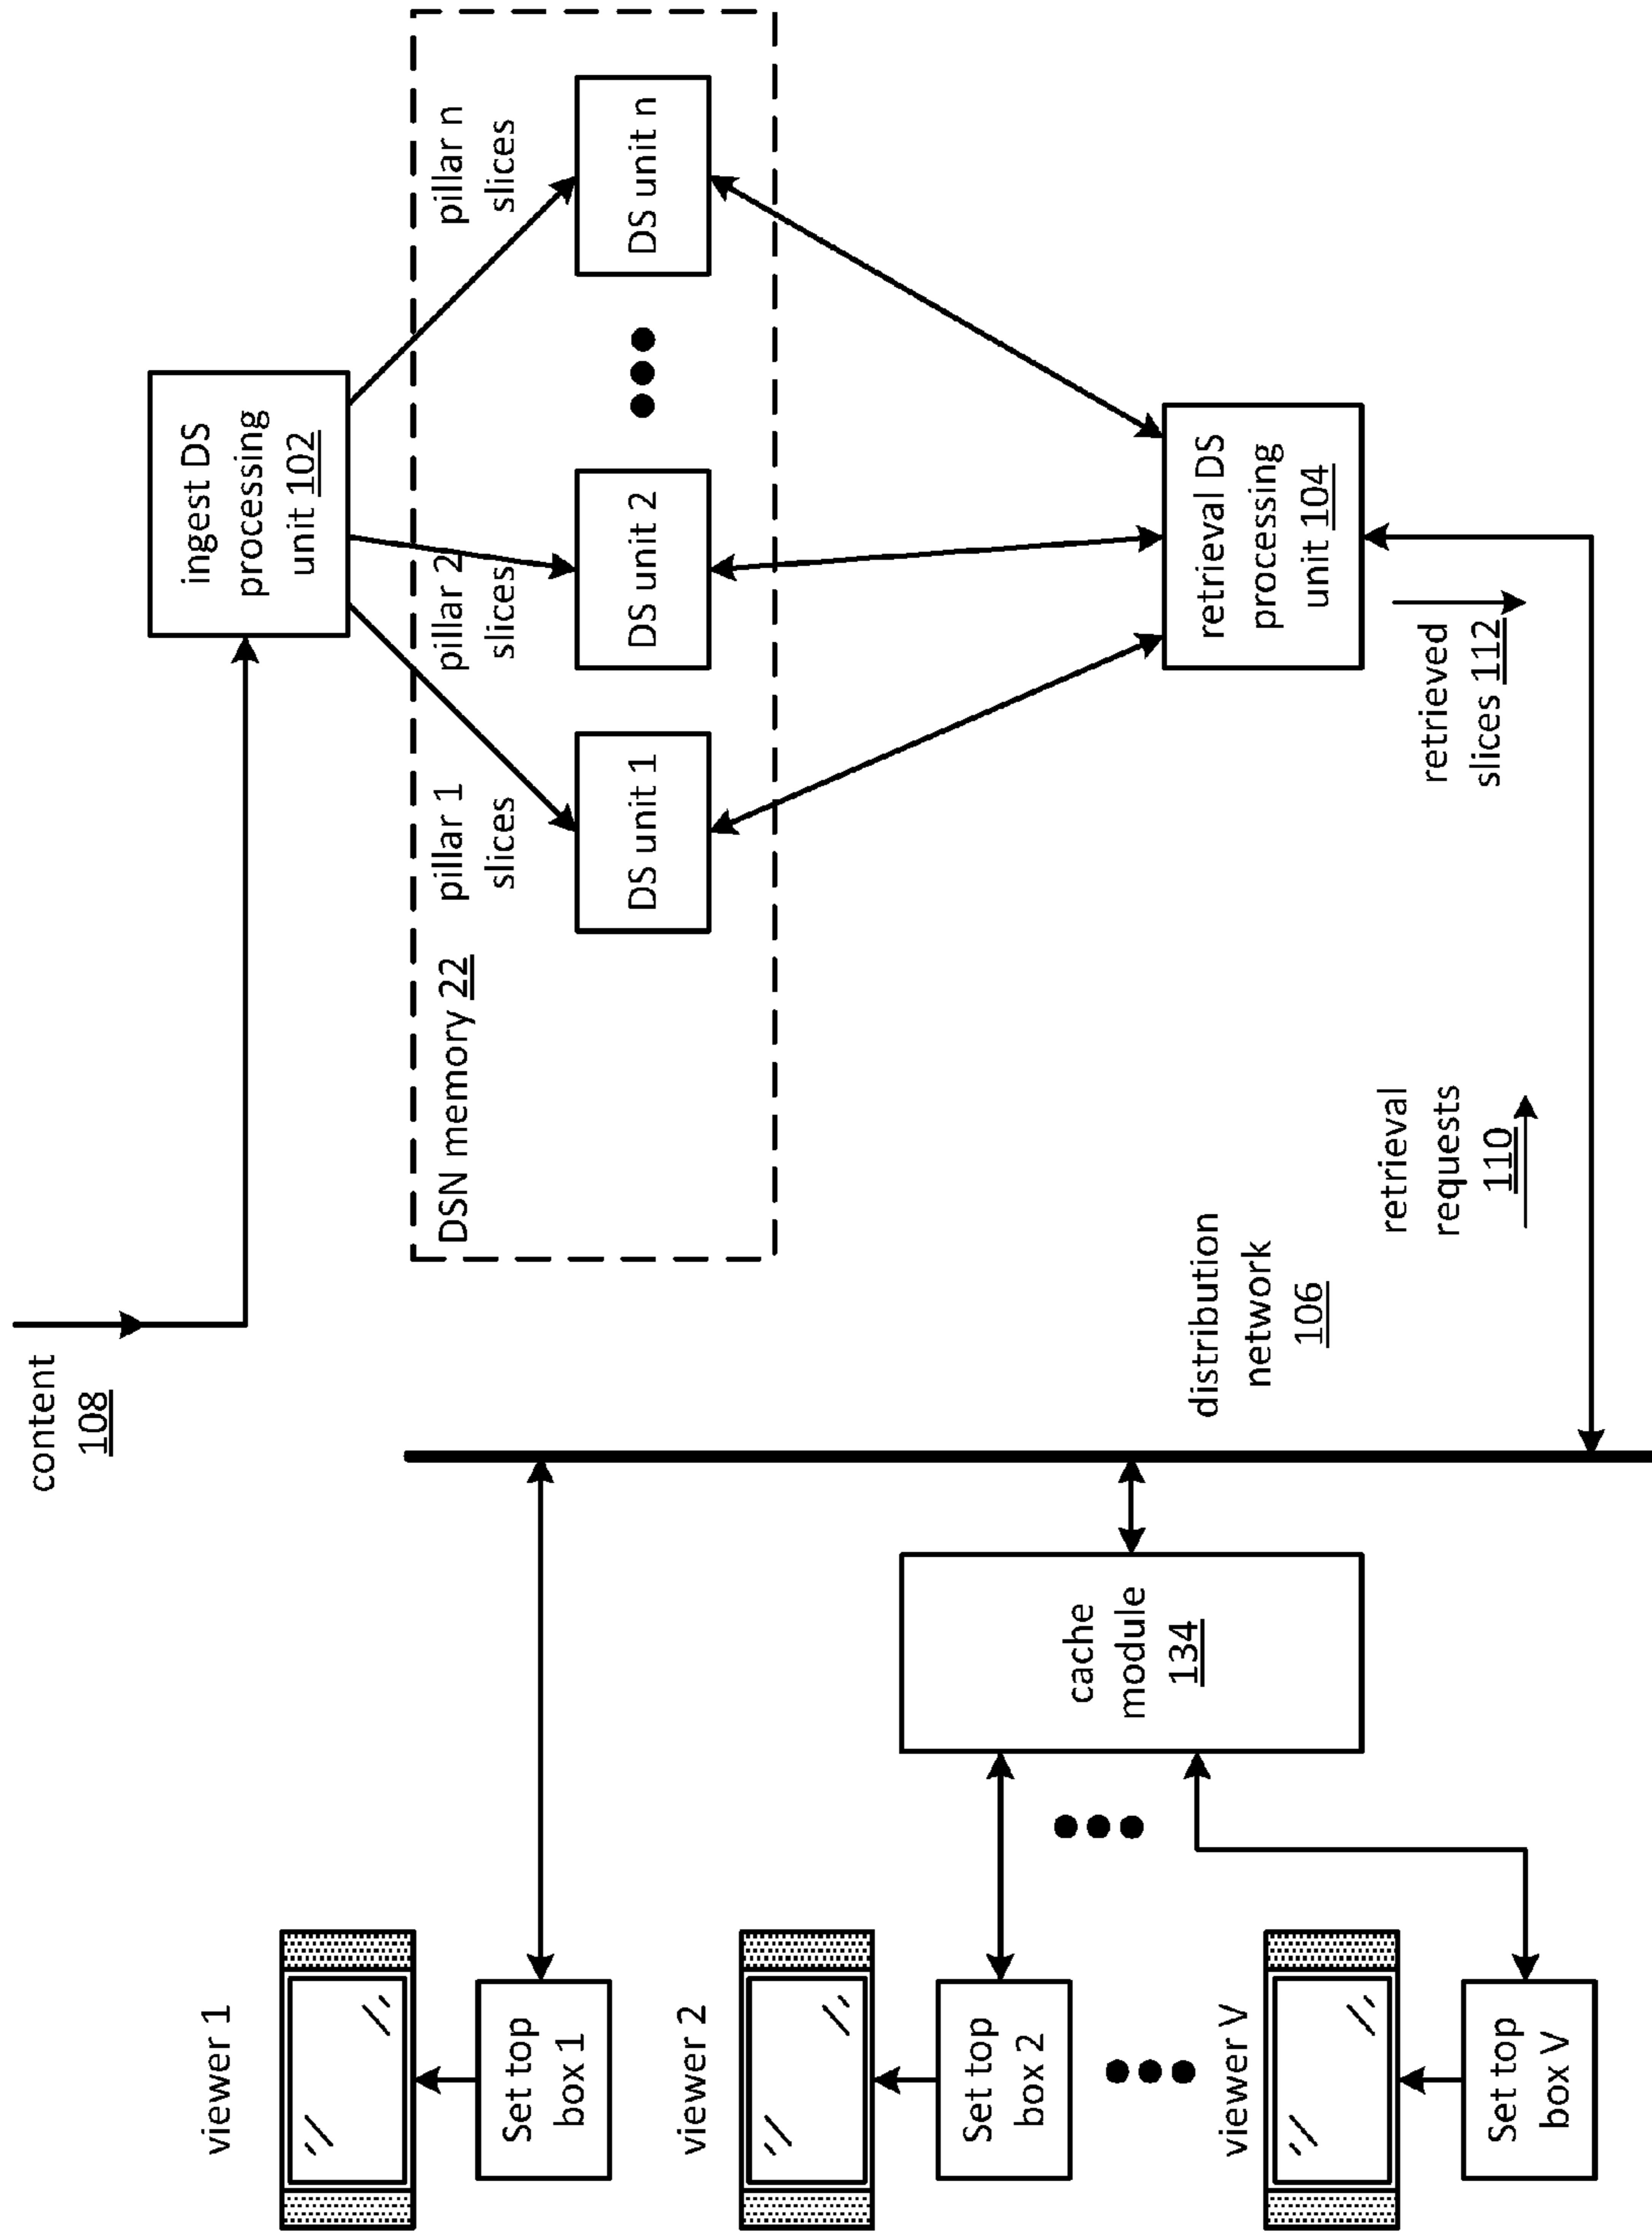 content
108
ingest DS
processing
unit 102
DSN memory 22
pillar 1
slices
pillar 2
slices
pillar n
slices
DS unit 1
DS unit 2
DS unit n
retrieval DS
processing
unit 104
retrieved
slices 112
retrieval
requests
110
distribution
network
106
cache
module
134
viewer 1
Set top
box 1
viewer 2
Set top
box 2
viewer V
Set top
box V